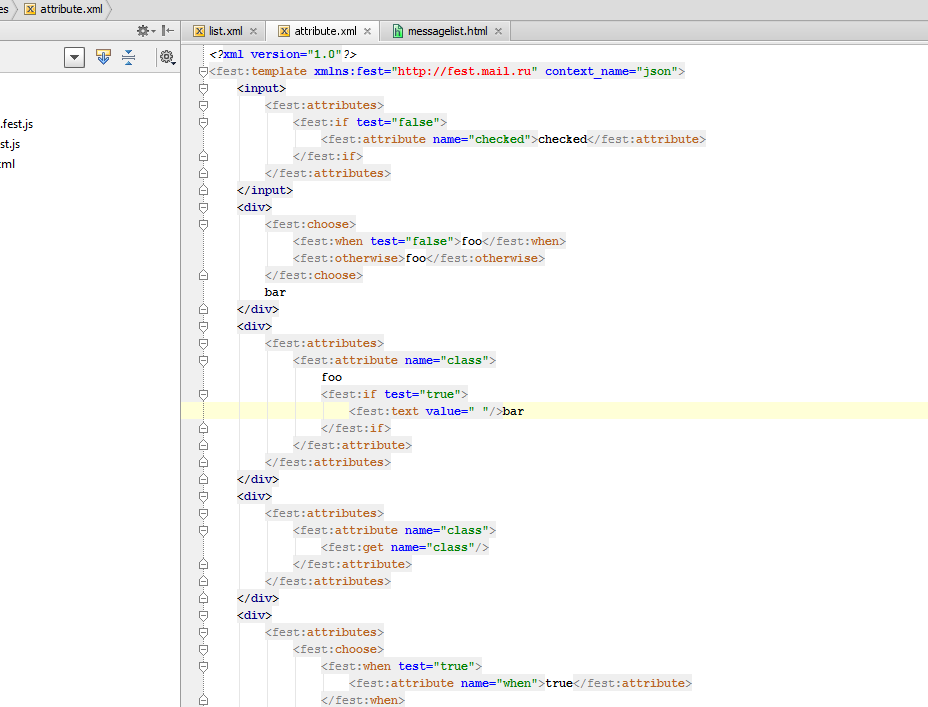 es attribute.xml
list.xml attribute.xml messagelist.html
.fest.js
st.js
xml
<?xml version="1.0"?>
<fest:template xmlns:fest="http://fest.mail.ru" context_name="json">
<input>
<fest:attributes>
<fest:if test="false">
<fest:attribute name="checked">checked</fest:attribute>
</fest:if>
</fest:attributes>
</input>
<div>
<fest:choose>
<fest:when test="false">foo</fest:when>
<fest:otherwise>foo</fest:otherwise>
</fest:choose>
bar
</div>
<div>
<fest:attributes>
<fest:attribute name="class">
foo
<fest:if test="true">
<fest:text value=" "/>bar
</fest:if>
</fest:attribute>
</fest:attributes>
</div>
<div>
<fest:attributes>
<fest:attribute name="class">
<fest:get name="class"/>
</fest:attribute>
</fest:attributes>
</div>
<div>
<fest:attributes>
<fest:choose>
<fest:when test="true">
<fest:attribute name="when">true</fest:attribute>
</fest:when>